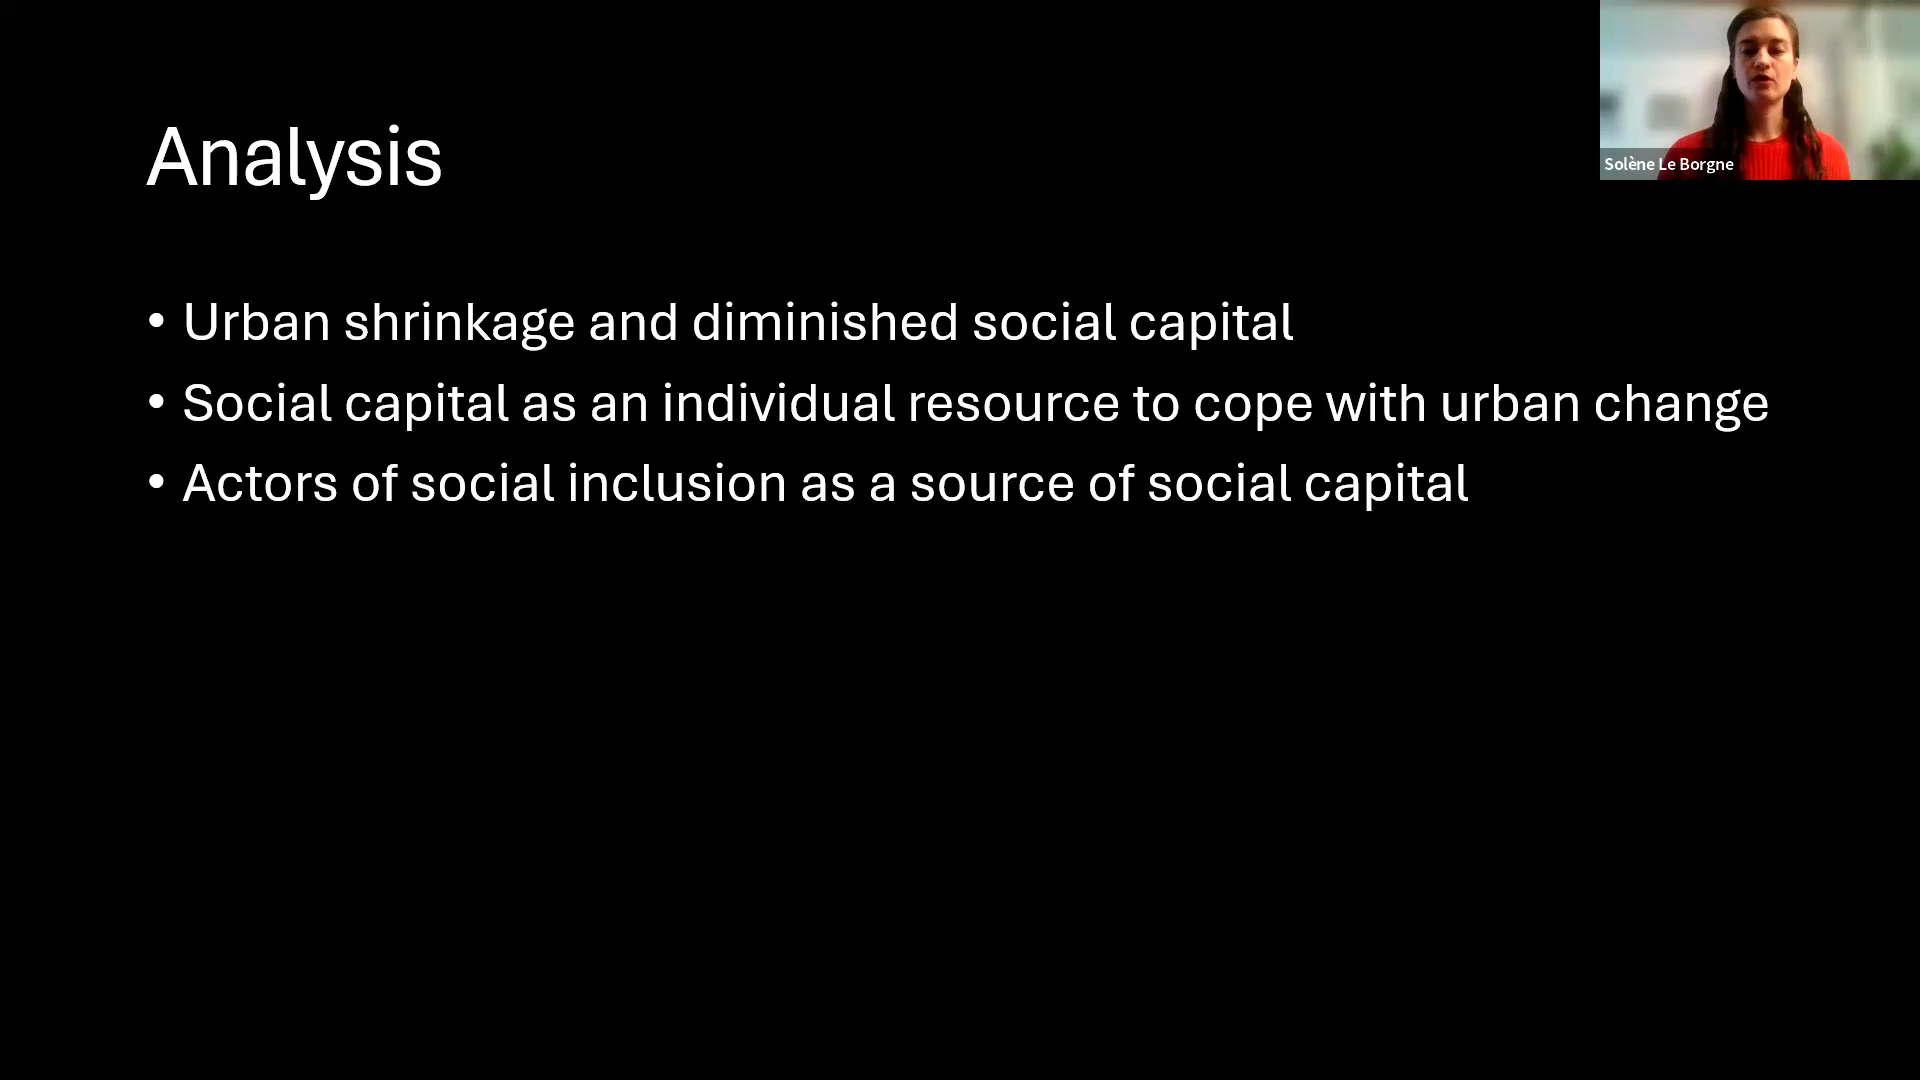 Analysis
• Urban shrinkage and diminished social capital
• Social capital as an individual resource to cope with urban change
• Actors of social inclusion as a source of social capital
Solène Le Borgne